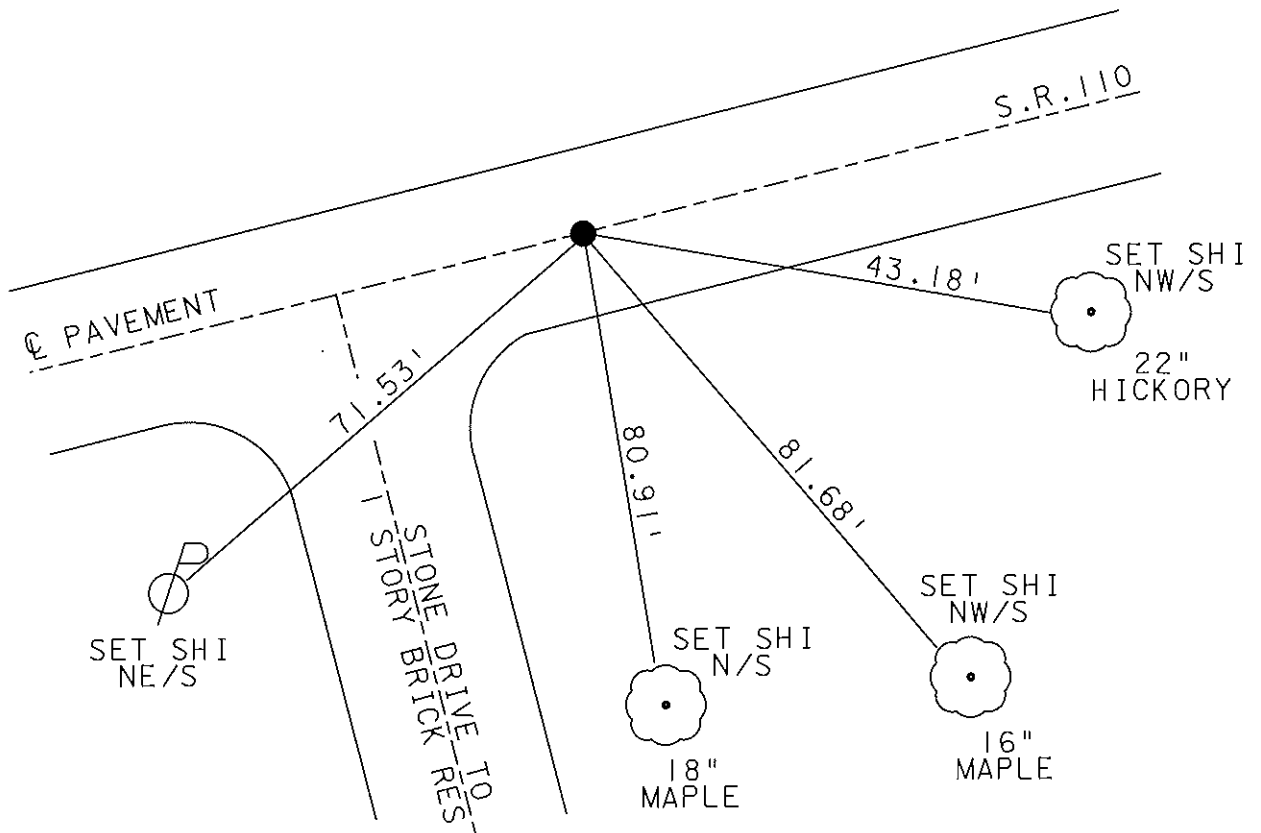 S.R.110
℄ PAVEMENT
43.18'
SET SHI
NW/S
22"
HICKORY
71.53'
80.91'
81.68'
SET SHI
NE/S
STONE DRIVE TO
1 STORY BRICK RES
SET SHI
N/S
18"
MAPLE
SET SHI
NW/S
16"
MAPLE